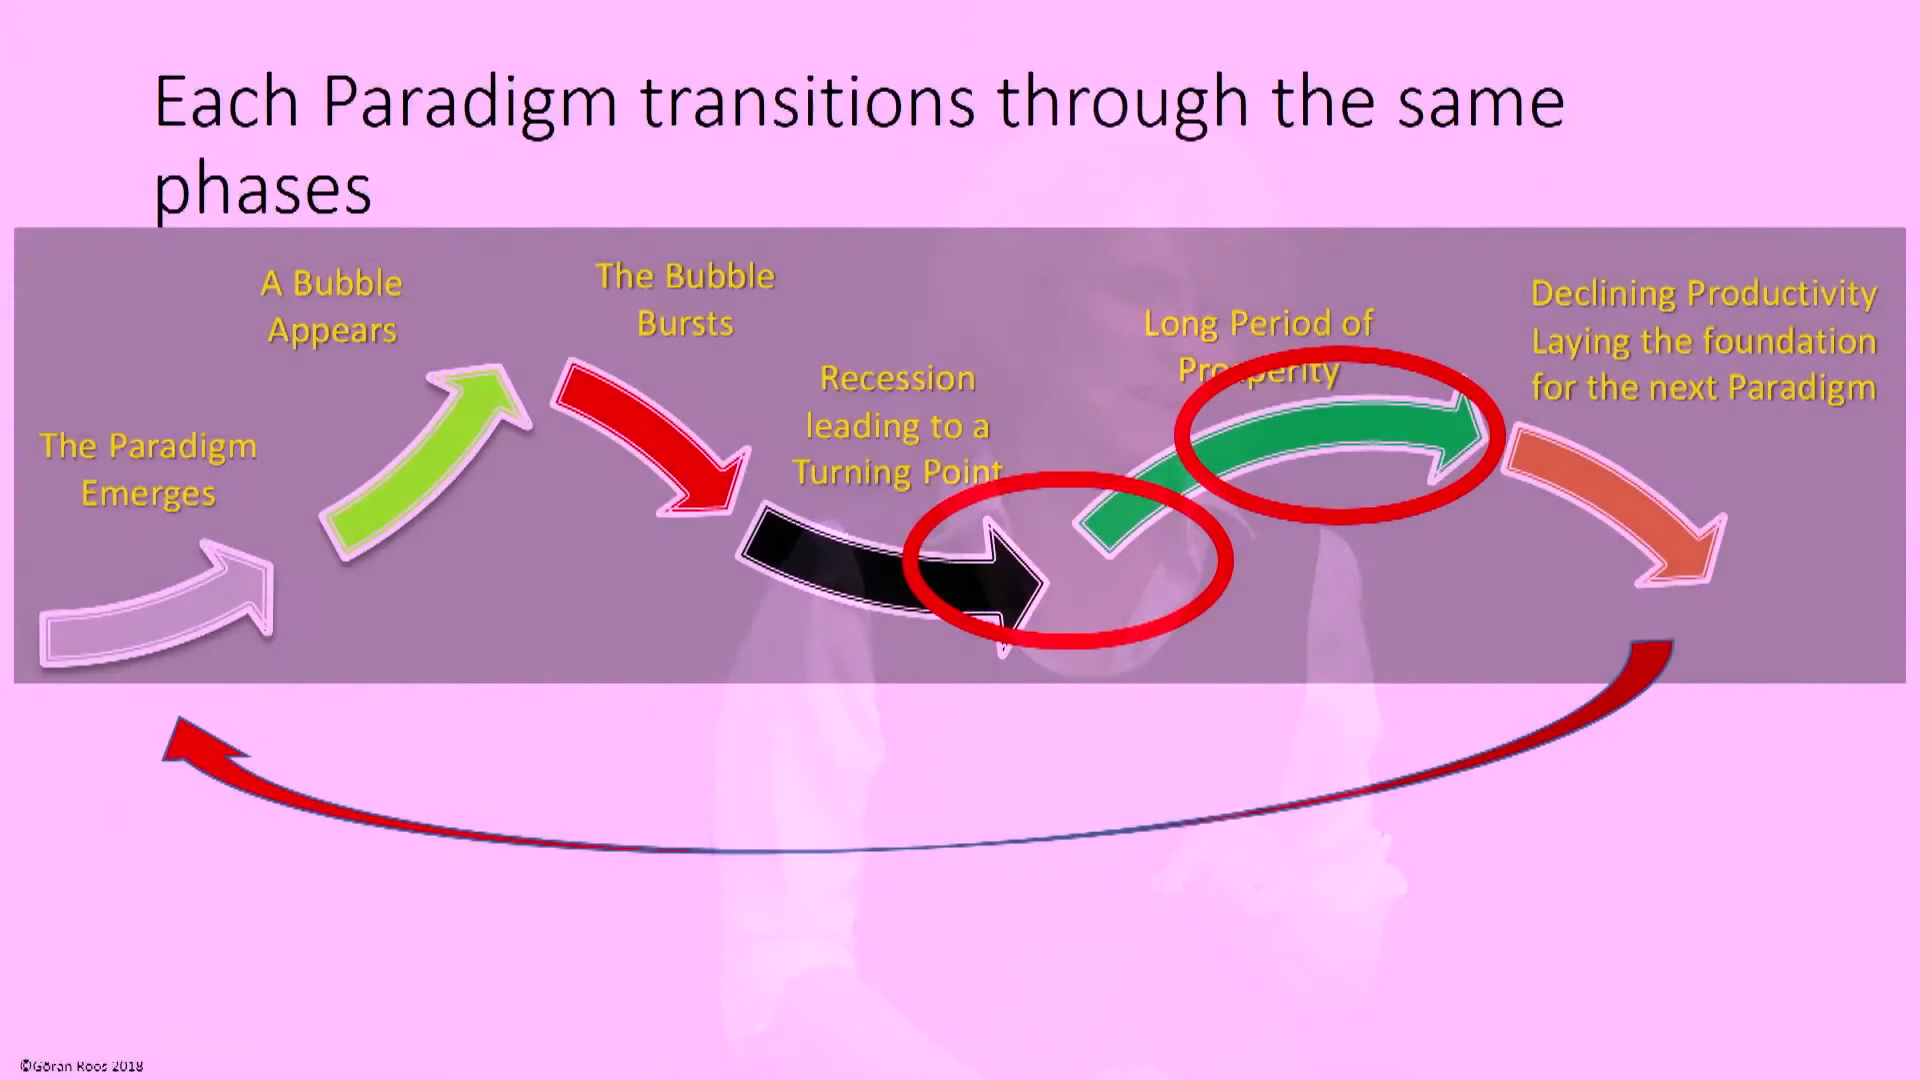 Each Paradigm transitions through the same
phases
The Paradigm
Emerges
A Bubble
Appears
The Bubble
Bursts
Recession
leading to a
Turning Point
Long Period of
Prosperity
Declining Productivity
Laying the foundation
for the next Paradigm
©Göran Roos 2018